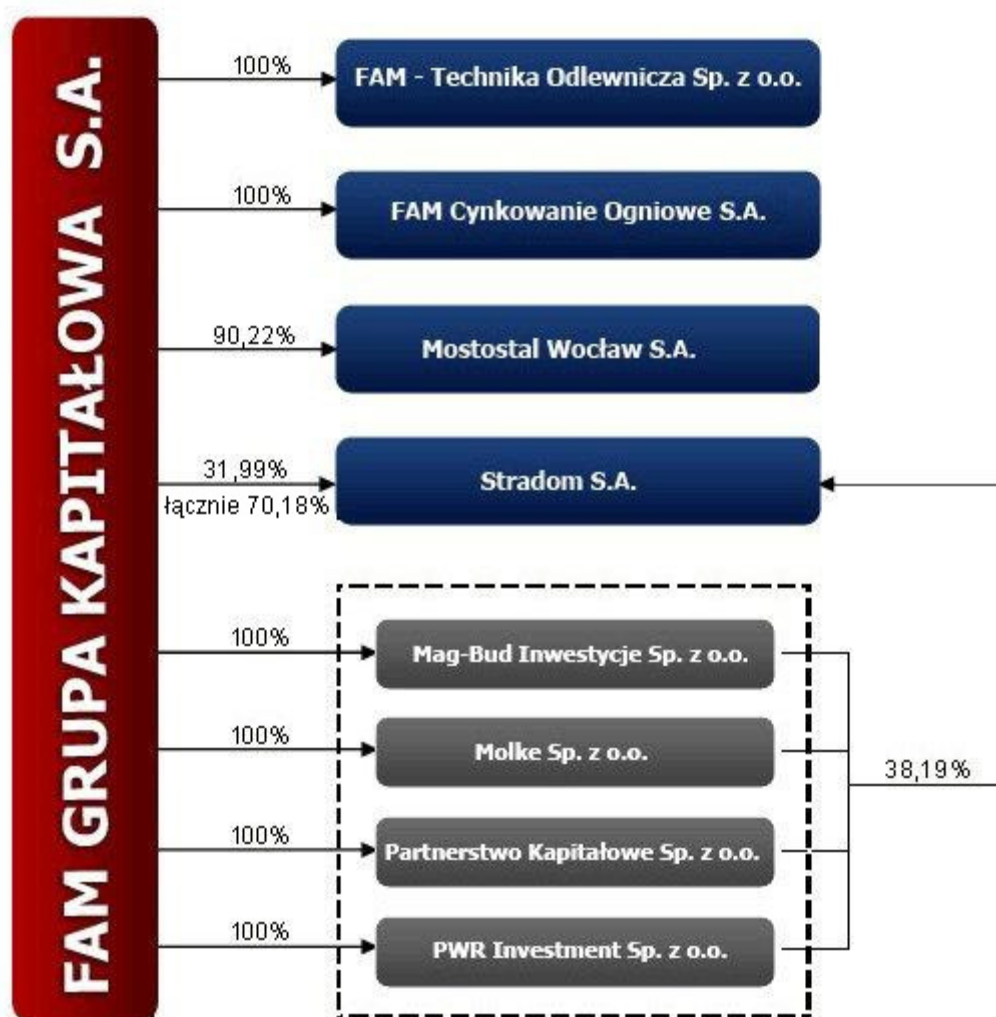 FAM GRUPA KAPITAŁOWA S.A.
100%
FAM - Technika Odlewnicza Sp. z o.o.
100%
FAM Cynkowanie Ogniowe S.A.
90,22%
Mostostal Wocław S.A.
31,99%
łącznie 70,18%
Stradom S.A.
100%
Mag-Bud Inwestycje Sp. z o.o.
100%
Molke Sp. z o.o.
38,19%
100%
Partnerstwo Kapitałowe Sp. z o.o.
100%
PWR Investment Sp. z o.o.